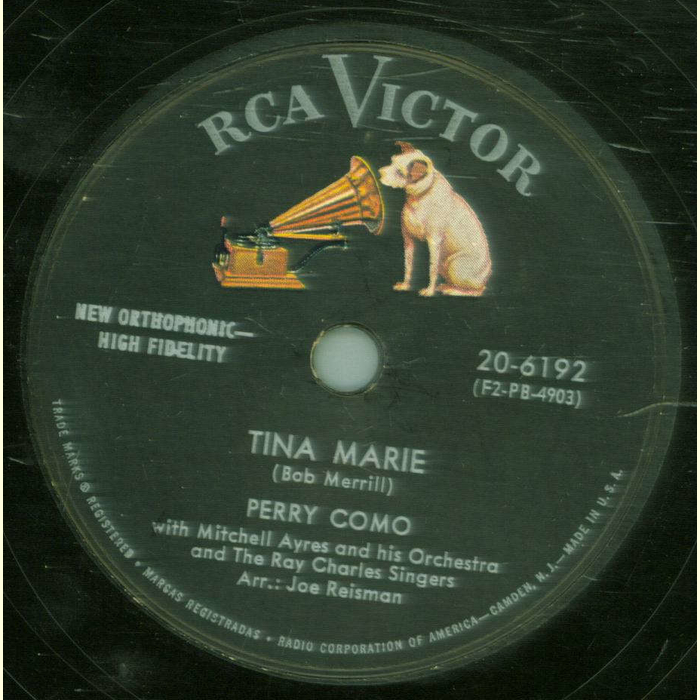 RCA VICTOR
NEW ORTHOPHONIC—
HIGH FIDELITY
20-6192
(F2-PB-4903)
TINA MARIE
(Bob Merrill)
PERRY COMO
with Mitchell Ayres and his Orchestra
and The Ray Charles Singers
Arr.: Joe Reisman
TRADE MARKS ® REGISTERED • MARCAS REGISTRADAS • RADIO CORPORATION OF AMERICA—CAMDEN, N. J.—MADE IN U. S. A.